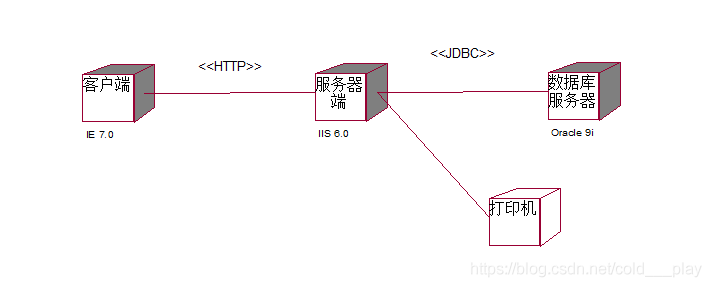 <<HTTP>>
<<JDBC>>
客户端
服务器
端
数据库
服务器
IE 7.0
IIS 6.0
Oracle 9i
打印机
https://blog.csdn.net/cold___play